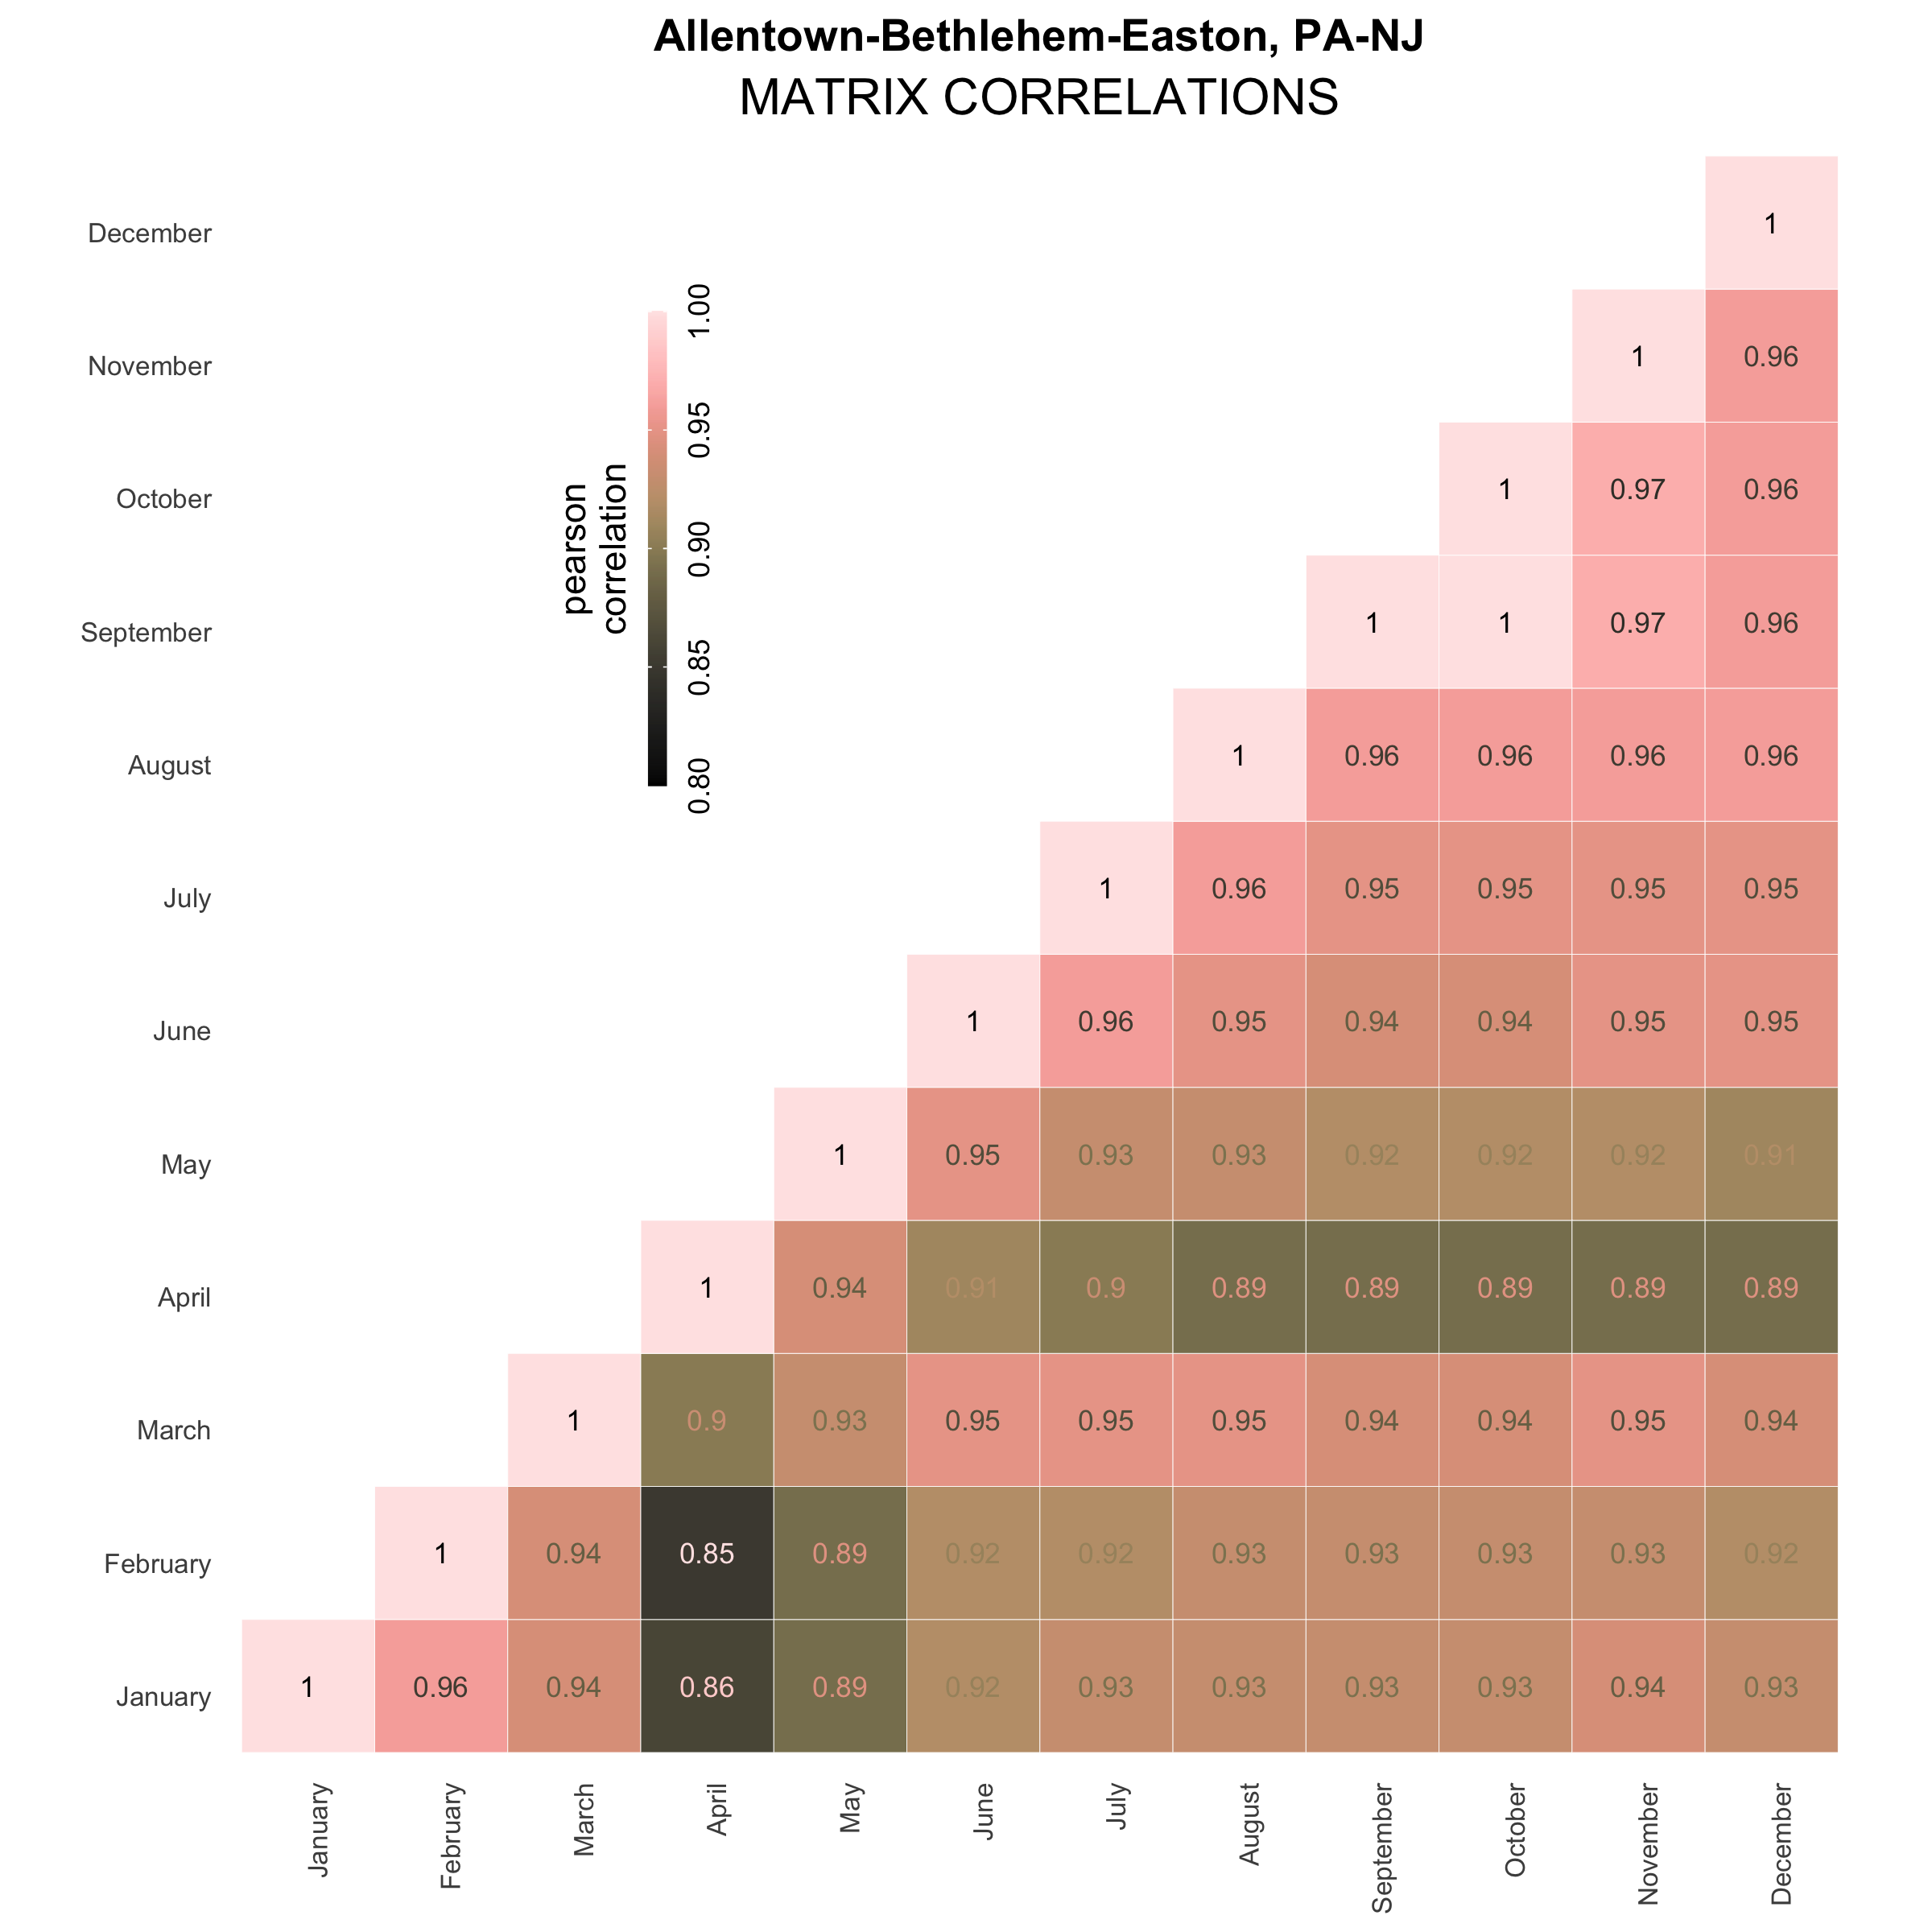 Allentown-Bethlehem-Easton, PA-NJ
MATRIX CORRELATIONS
December 1
November 1 0.96
October 1 0.97 0.96
September 1 1 0.97 0.96
August 1 0.96 0.96 0.96 0.96
July 1 0.96 0.95 0.95 0.95 0.95
June 1 0.96 0.95 0.94 0.94 0.95 0.95
May 1 0.95 0.93 0.93 0.92 0.92 0.92 0.91
April 1 0.94 0.91 0.9 0.89 0.89 0.89 0.89 0.89
March 1 0.9 0.93 0.95 0.95 0.95 0.94 0.94 0.95 0.94
February 1 0.94 0.85 0.89 0.92 0.92 0.93 0.93 0.93 0.93 0.92
January 1 0.96 0.94 0.86 0.89 0.92 0.93 0.93 0.93 0.93 0.94 0.93
January February March April May June July August September October November December
pearson
correlation
0.80 0.85 0.90 0.95 1.00